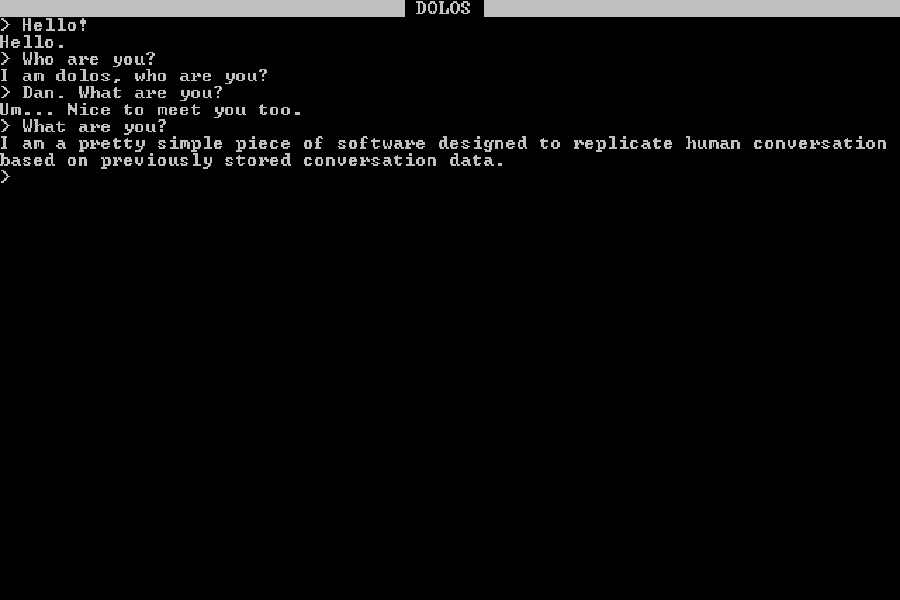 DOLOS
> Hello!
Hello.
> Who are you?
I am dolos, who are you?
> Dan. What are you?
Um... Nice to meet you too.
> What are you?
I am a pretty simple piece of software designed to replicate human conversation
based on previously stored conversation data.
>